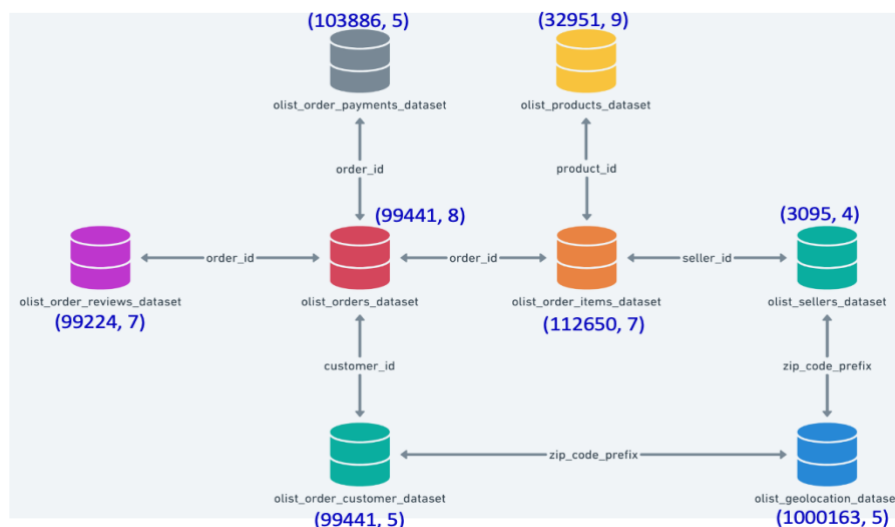 (103886, 5)
(32951, 9)
olist_order_payments_dataset
olist_products_dataset
order_id
product_id
(99441, 8)
(3095, 4)
order_id
order_id
seller_id
olist_order_reviews_dataset
olist_orders_dataset
olist_order_items_dataset
olist_sellers_dataset
(99224, 7)
(112650, 7)
customer_id
zip_code_prefix
zip_code_prefix
olist_order_customer_dataset
olist_geolocation_dataset
(99441, 5)
(1000163, 5)